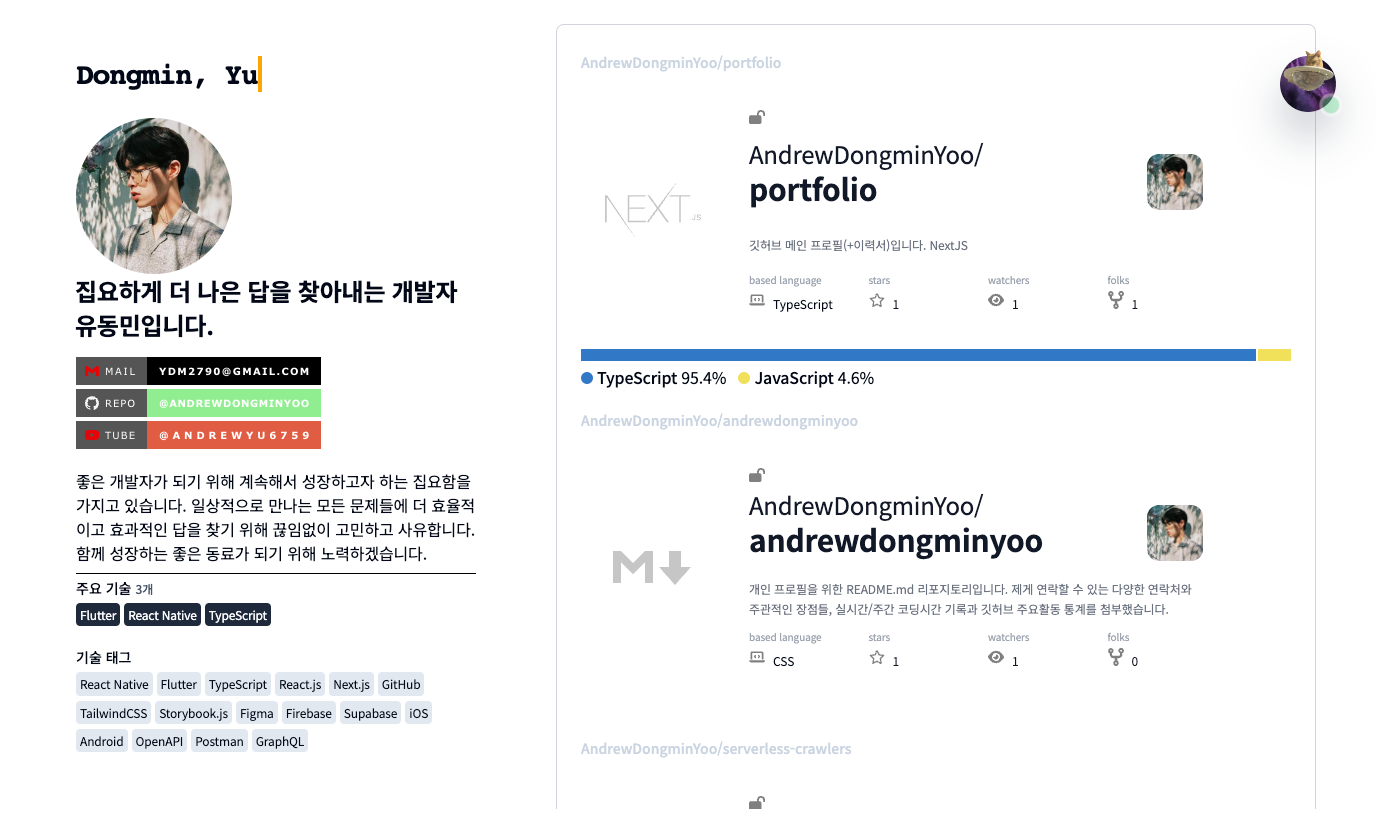 Dongmin, Yu
집요하게 더 나은 답을 찾아내는 개발자
유동민입니다.
MAIL YDM2790@GMAIL.COM
REPO @ANDREWDONGMINYOO
TUBE @ANDREWYU6759
좋은 개발자가 되기 위해 계속해서 성장하고자 하는 집요함을
가지고 있습니다. 일상적으로 만나는 모든 문제들에 더 효율적
이고 효과적인 답을 찾기 위해 끊임없이 고민하고 사유합니다.
함께 성장하는 좋은 동료가 되기 위해 노력하겠습니다.
주요 기술 3개
Flutter React Native TypeScript
기술 태그
React Native Flutter TypeScript React.js Next.js GitHub
TailwindCSS Storybook.js Figma Firebase Supabase iOS
Android OpenAPI Postman GraphQL
AndrewDongminYoo/portfolio
NEXT.JS
AndrewDongminYoo/
portfolio
깃허브 메인 프로필(+이력서)입니다. NextJS
based language stars watchers folks
TypeScript 1 1 1
TypeScript 95.4% JavaScript 4.6%
AndrewDongminYoo/andrewdongminyoo
M
AndrewDongminYoo/
andrewdongminyoo
개인 프로필을 위한 README.md 리포지토리입니다. 제게 연락할 수 있는 다양한 연락처와
주관적인 장점들, 실시간/주간 코딩시간 기록과 깃허브 주요활동 통계를 첨부했습니다.
based language stars watchers folks
CSS 1 1 0
AndrewDongminYoo/serverless-crawlers